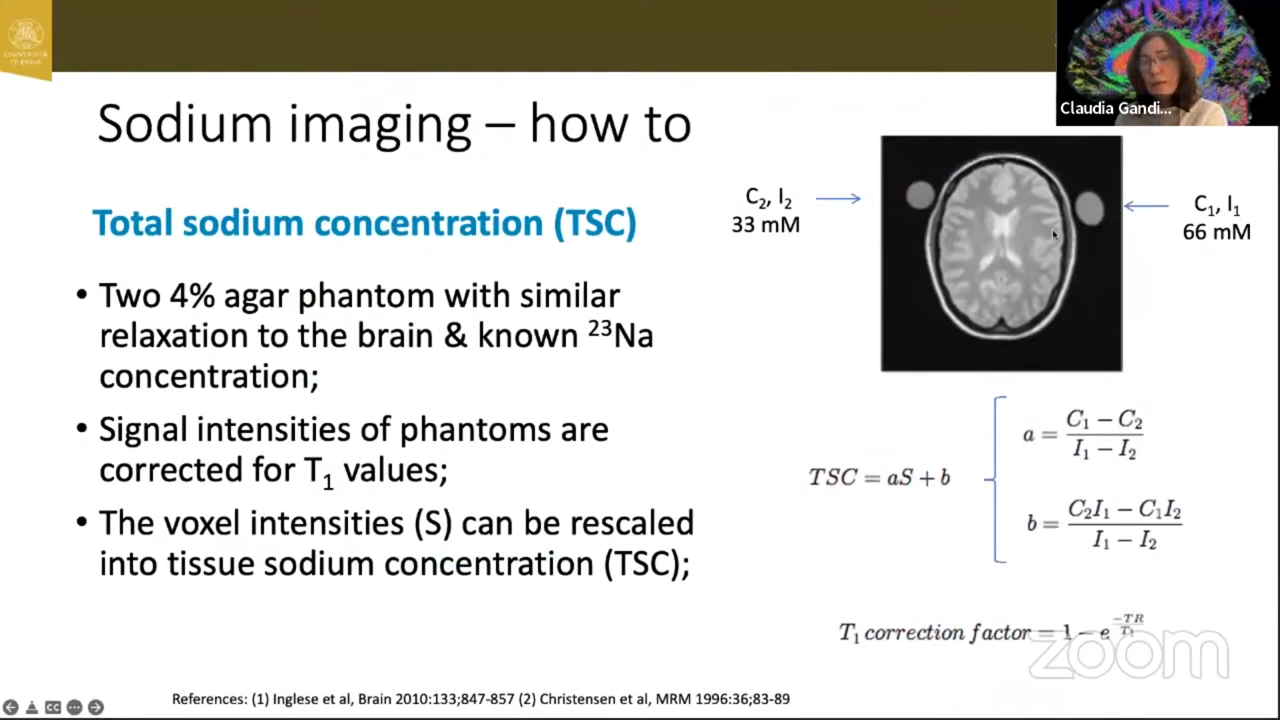 UNIVERSITÀ
DI PAVIA
Claudia Gandi...
Sodium imaging – how to
Total sodium concentration (TSC)
• Two 4% agar phantom with similar
relaxation to the brain & known ²³Na
concentration;
• Signal intensities of phantoms are
corrected for T₁ values;
• The voxel intensities (S) can be rescaled
into tissue sodium concentration (TSC);
C₂, I₂
33 mM
C₁, I₁
66 mM
TSC = aS + b
a = (C₁ − C₂) / (I₁ − I₂)
b = (C₂I₁ − C₁I₂) / (I₁ − I₂)
T₁ correction factor = 1 − e^(−TR/T₁)
zoom
References: (1) Inglese et al, Brain 2010:133;847-857 (2) Christensen et al, MRM 1996:36;83-89
CC